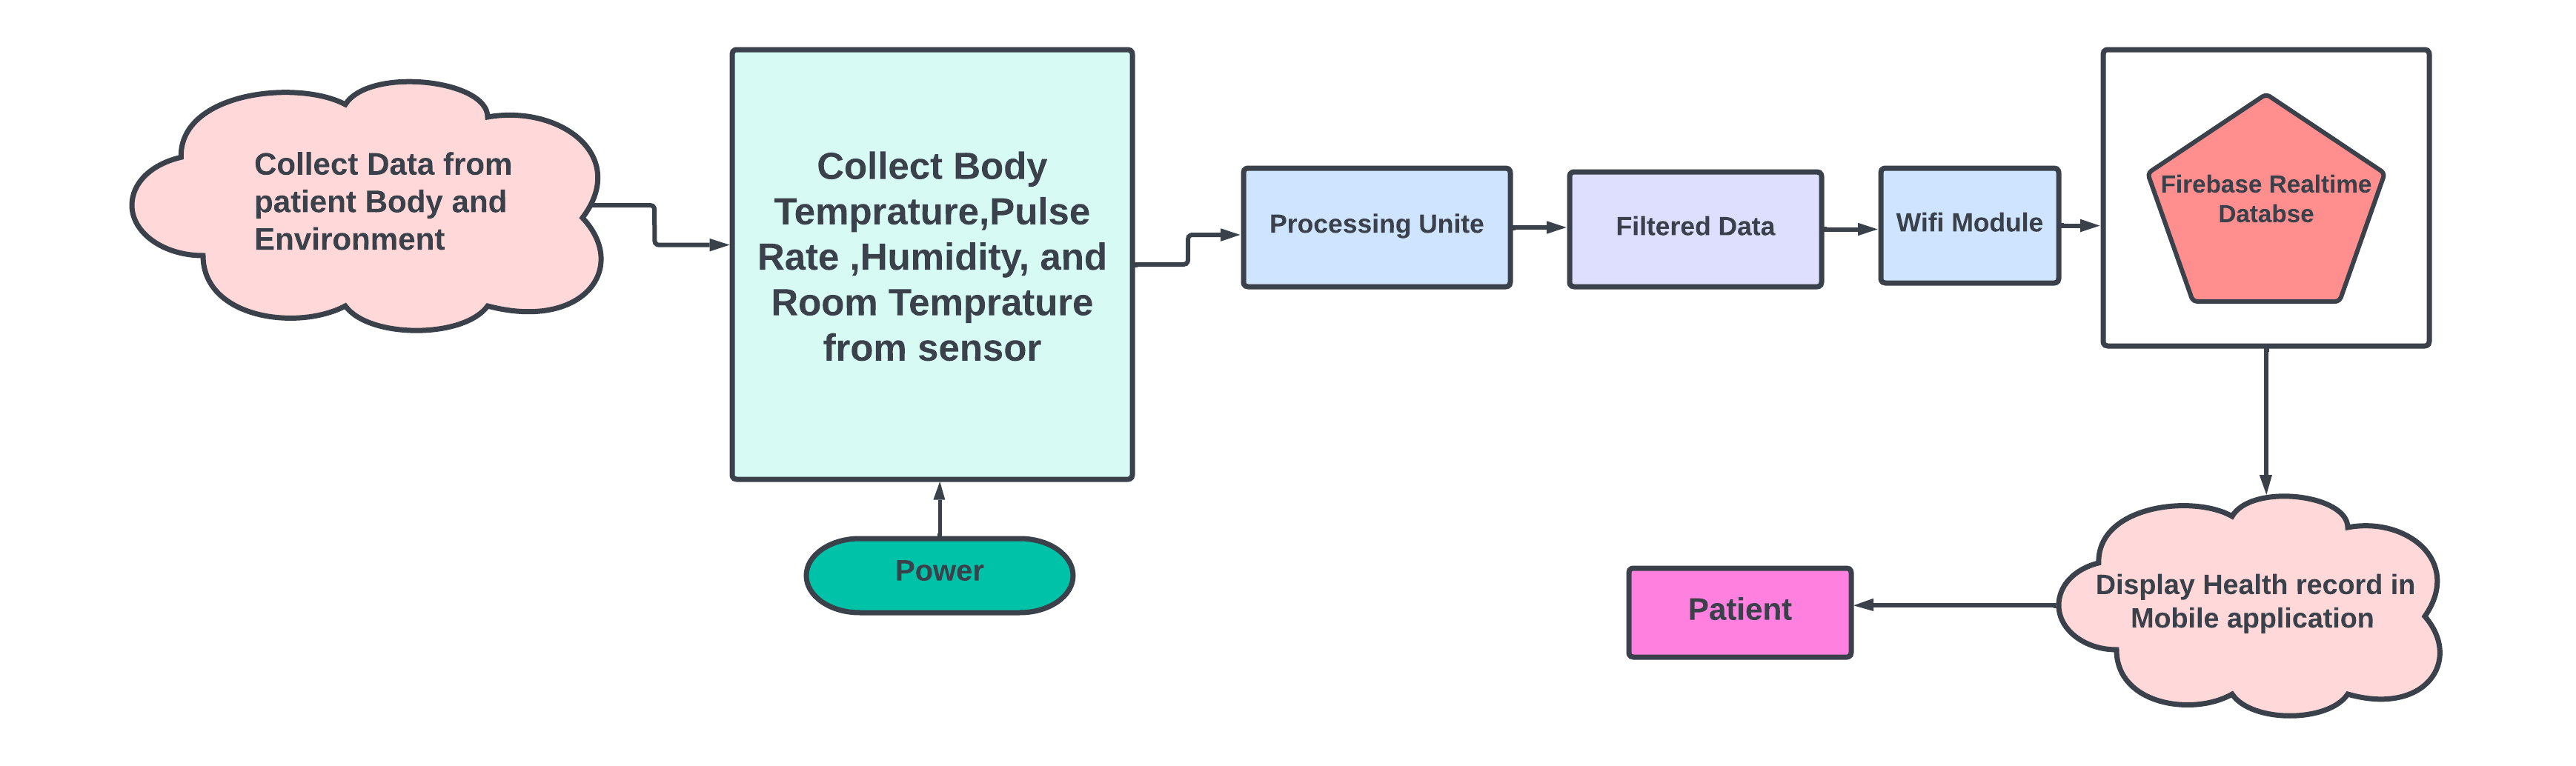 Collect Data from
patient Body and
Environment
Collect Body
Temprature,Pulse
Rate ,Humidity, and
Room Temprature
from sensor
Power
Processing Unite
Filtered Data
Wifi Module
Firebase Realtime
Databse
Display Health record in
Mobile application
Patient